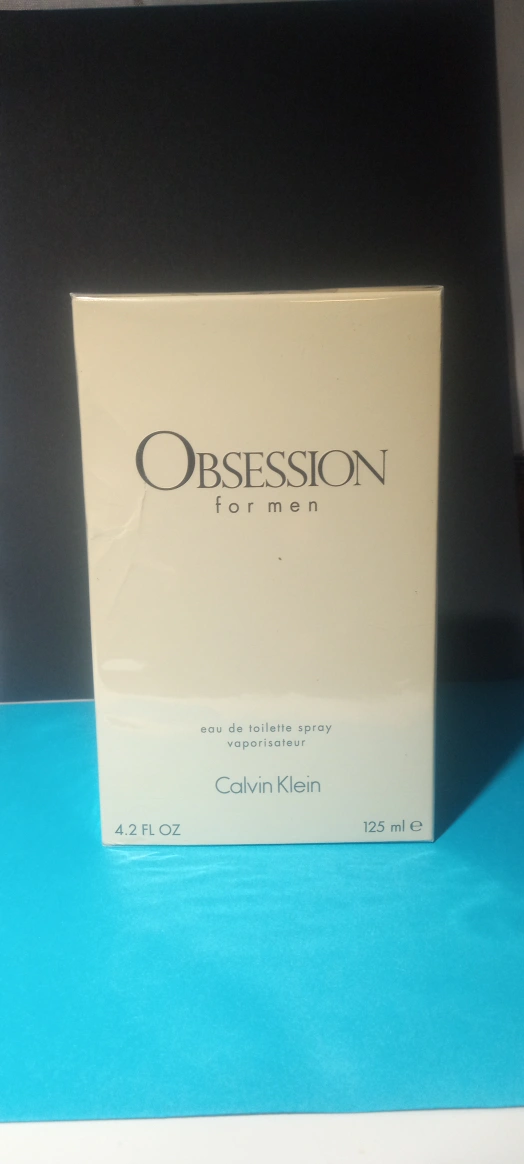 OBSESSION
for men
eau de toilette spray
vaporisateur
Calvin Klein
4.2 FL OZ 125 ml ℮